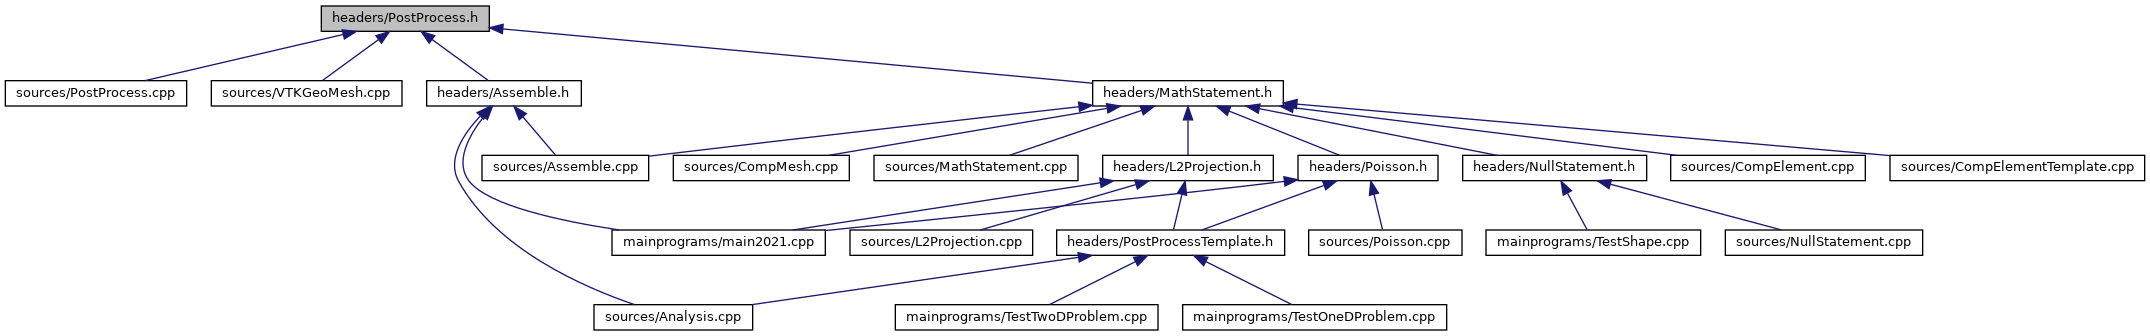 headers/PostProcess.h
sources/PostProcess.cpp
sources/VTKGeoMesh.cpp
headers/Assemble.h
headers/MathStatement.h
sources/Assemble.cpp
sources/CompMesh.cpp
sources/MathStatement.cpp
headers/L2Projection.h
headers/Poisson.h
headers/NullStatement.h
sources/CompElement.cpp
sources/CompElementTemplate.cpp
mainprograms/main2021.cpp
sources/L2Projection.cpp
headers/PostProcessTemplate.h
sources/Poisson.cpp
mainprograms/TestShape.cpp
sources/NullStatement.cpp
sources/Analysis.cpp
mainprograms/TestTwoDProblem.cpp
mainprograms/TestOneDProblem.cpp